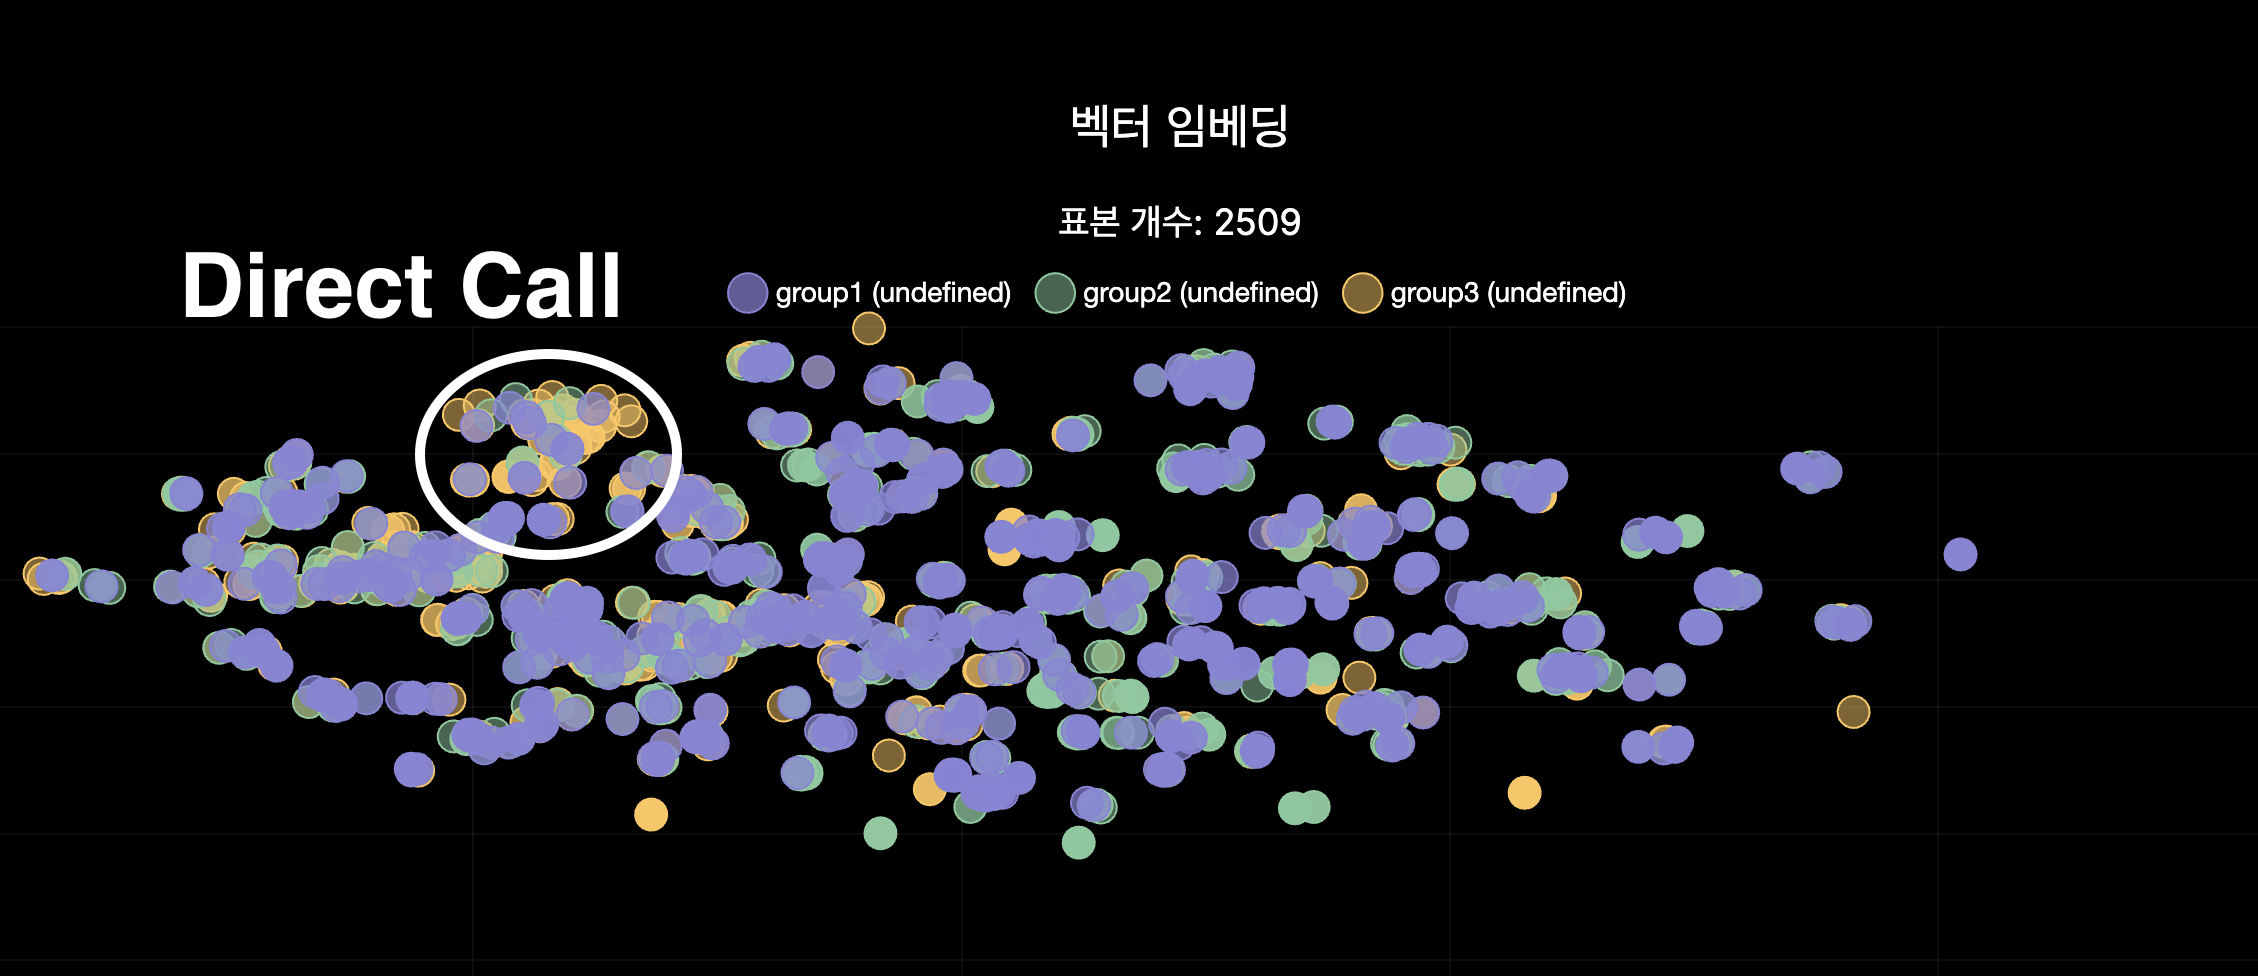 벡터 임베딩
표본 개수: 2509
Direct Call
group1 (undefined) group2 (undefined) group3 (undefined)